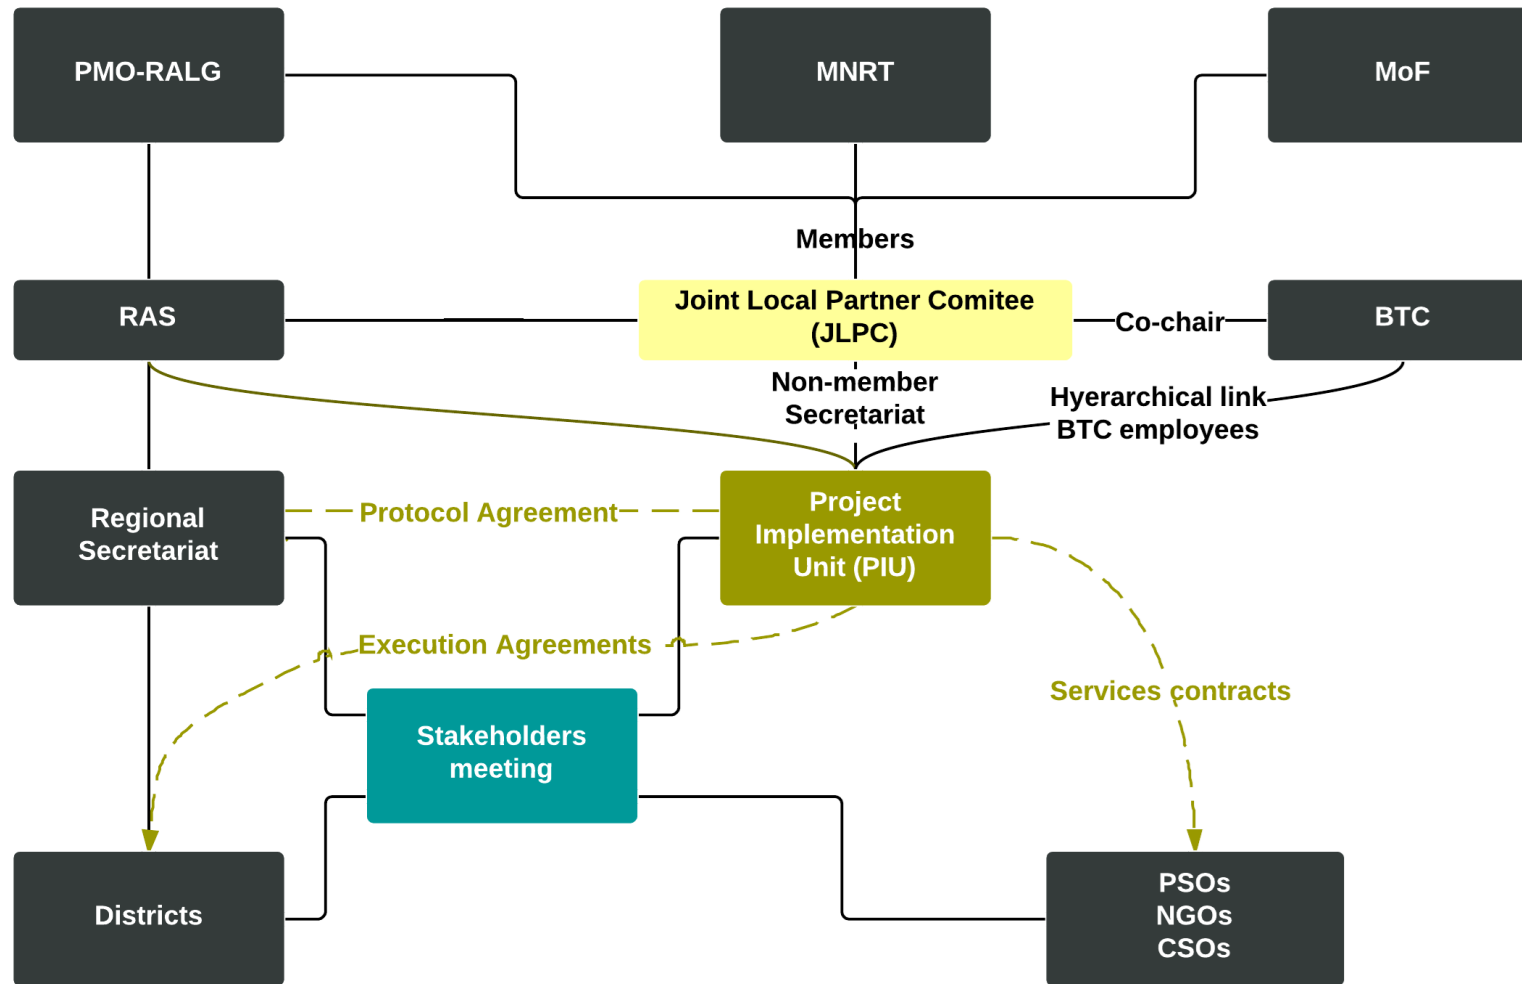 PMO-RALG
MNRT
MoF
Members
RAS
Joint Local Partner Comitee
(JLPC)
Co-chair
BTC
Non-member
Secretariat
Hyerarchical link
BTC employees
Regional
Secretariat
Protocol Agreement
Project
Implementation
Unit (PIU)
Execution Agreements
Services contracts
Stakeholders
meeting
Districts
PSOs
NGOs
CSOs